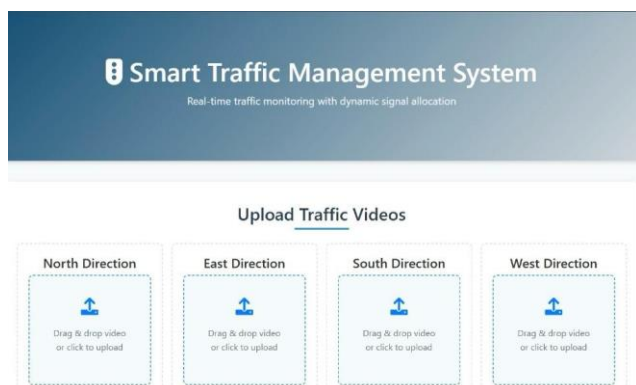 Smart Traffic Management System
Real-time traffic monitoring with dynamic signal allocation
Upload Traffic Videos
North Direction
East Direction
South Direction
West Direction
Drag & drop video
or click to upload
Drag & drop video
or click to upload
Drag & drop video
or click to upload
Drag & drop video
or click to upload